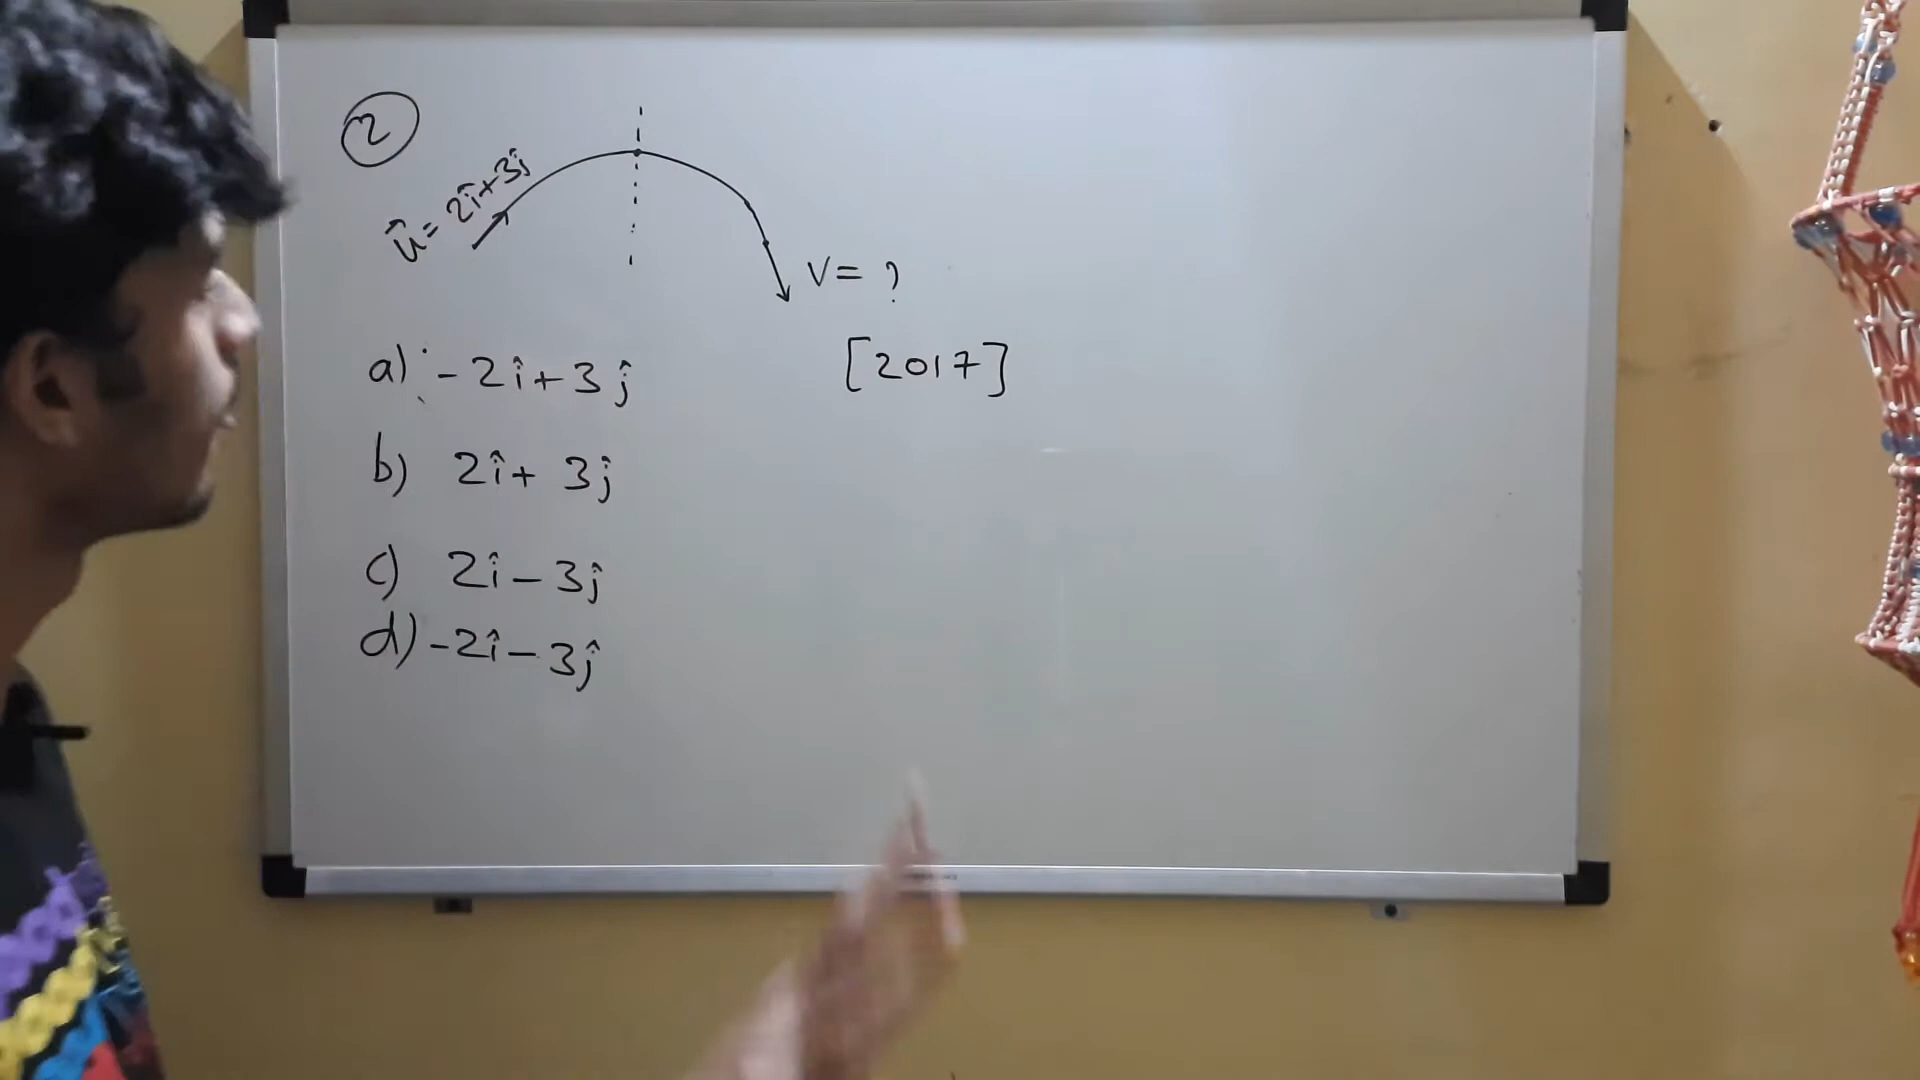 2
û = 2î+3ĵ
V = ?
a) -2î+3ĵ
[2017]
b) 2î+ 3ĵ
c) 2î-3ĵ
d) -2î-3ĵ